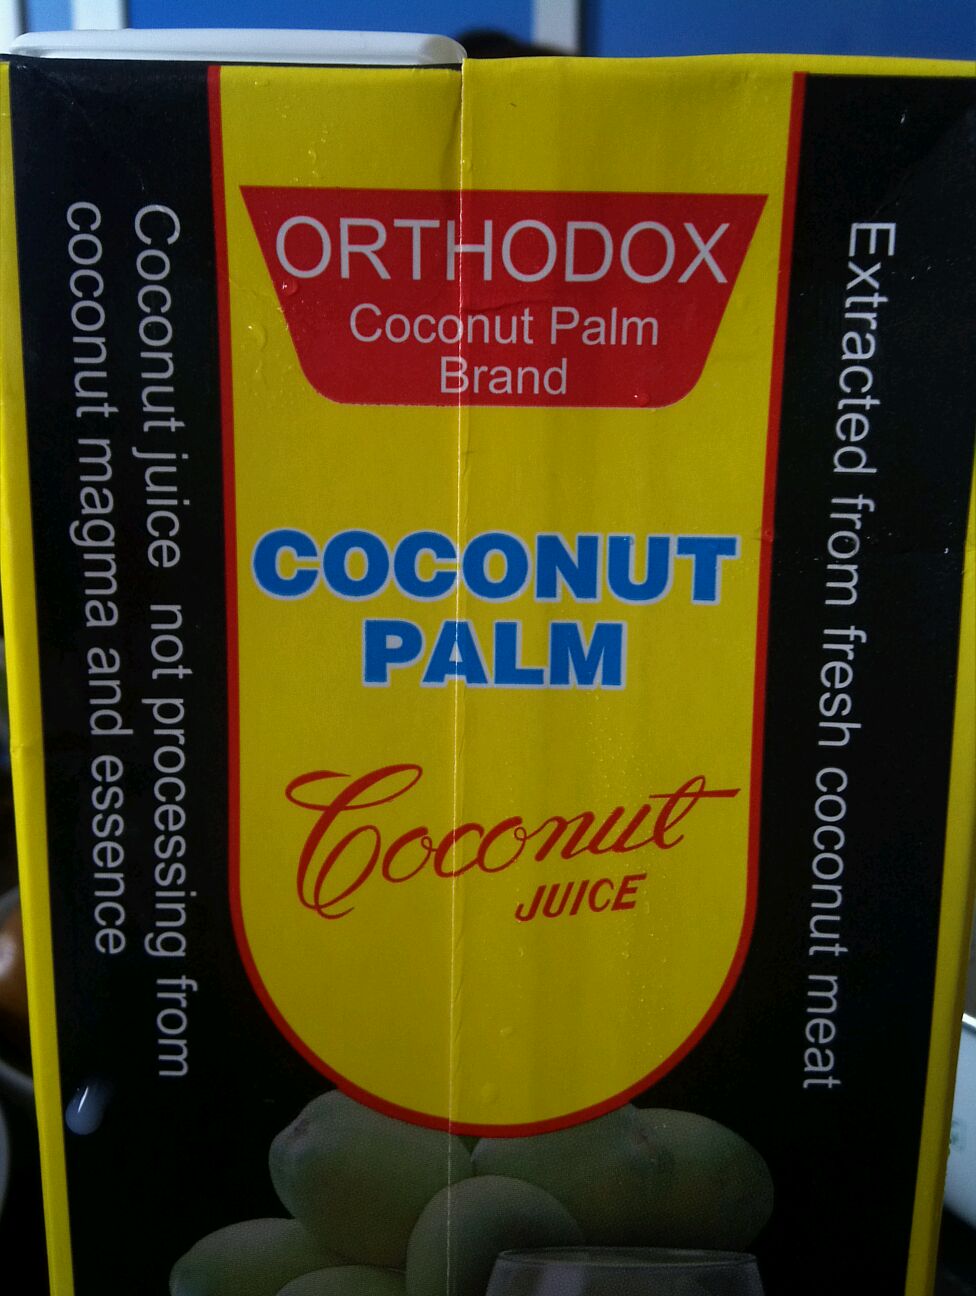 ORTHODOX
Coconut Palm
Brand
COCONUT
PALM
Coconut
JUICE
Extracted from fresh coconut meat
Coconut juice not processing from
coconut magma and essence